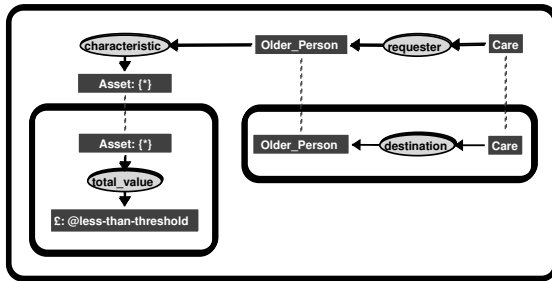 characteristic Older_Person requester Care
Asset: {*}
Asset: {*}
Older_Person destination Care
total_value
£: @less-than-threshold